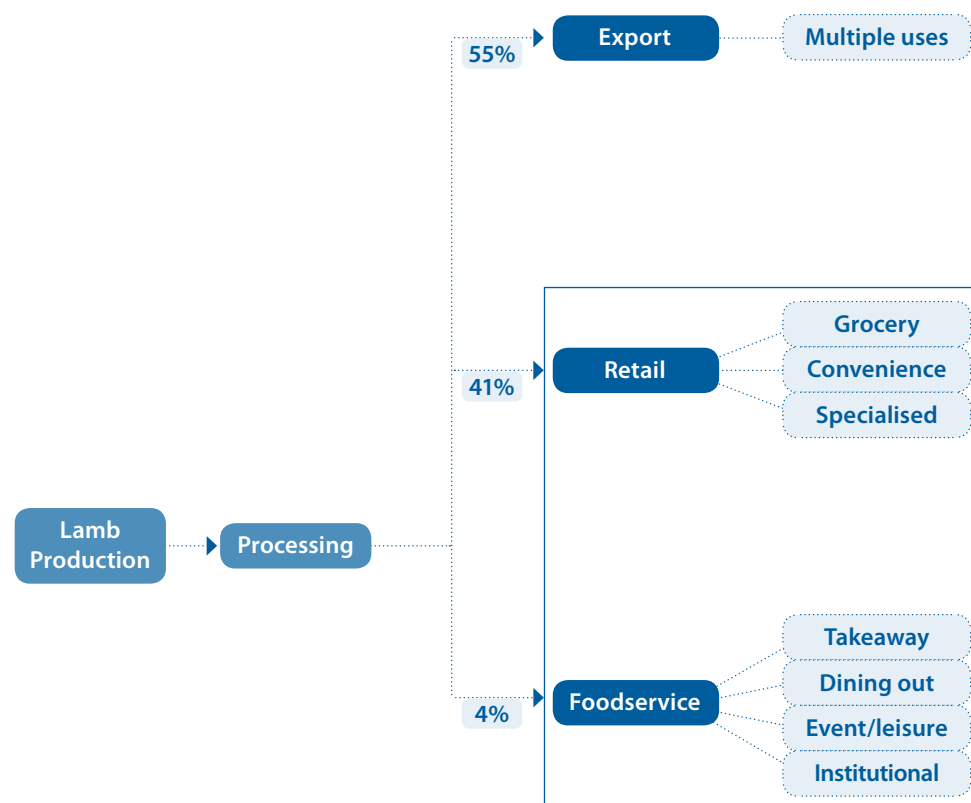 55%
Export
Multiple uses
41%
Retail
Grocery
Convenience
Specialised
Lamb
Production
Processing
4%
Foodservice
Takeaway
Dining out
Event/leisure
Institutional